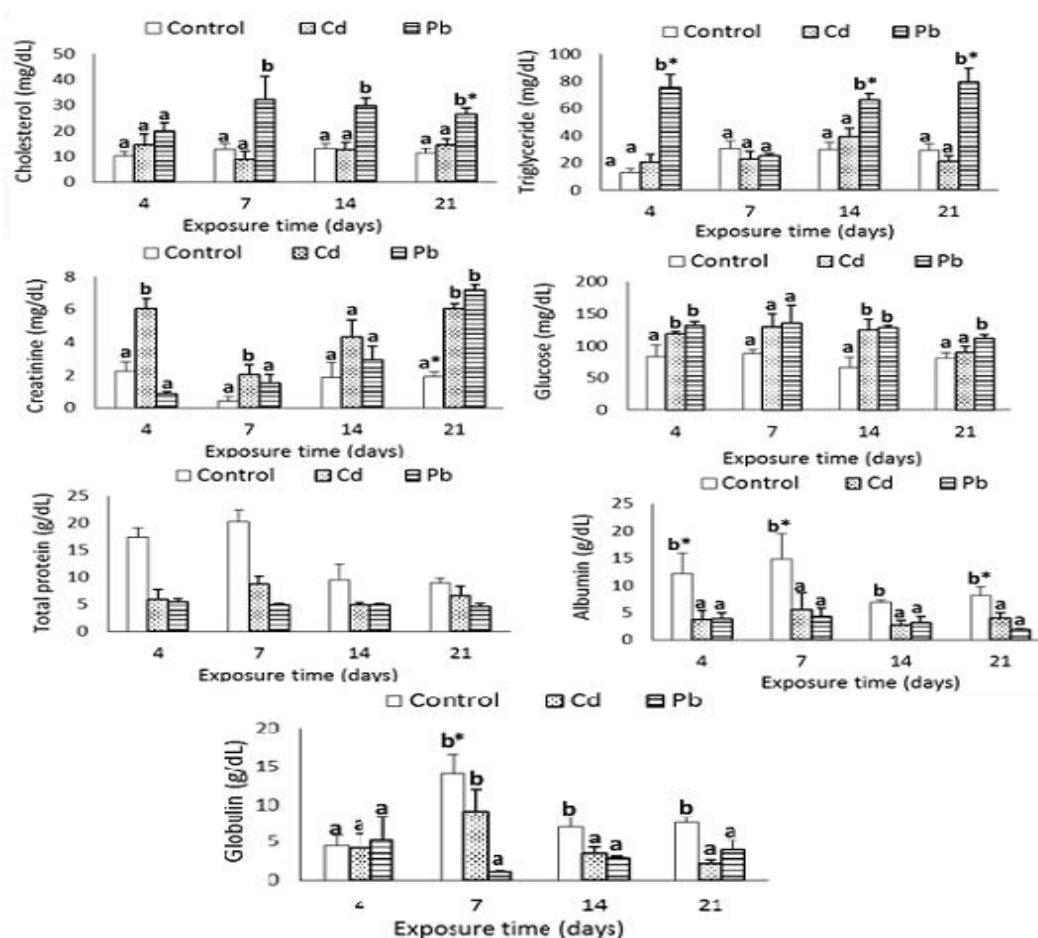 Control Cd Pb
Cholesterol (mg/dL)
50
40
30
20
10
0
a a a a a b a a b a a b*
4 7 14 21
Exposure time (days)
Control Cd Pb
Triglyceride (mg/dL)
100
80
60
40
20
0
a a b* a a a a a b* a a b*
4 7 14 21
Exposure time (days)
Control Cd Pb
Creatinine (mg/dL)
8
6
4
2
0
a b a a b a a a a a* b b
4 7 14 21
Exposure time (days)
Control Cd Pb
Glucose (mg/dL)
200
150
100
50
0
a b b a a a a b b a a b
4 7 14 21
Exposure time (days)
Control Cd Pb
Total protein (g/dL)
25
20
15
10
5
0
4 7 14 21
Exposure time (days)
Control Cd Pb
Albumin (g/dL)
25
20
15
10
5
0
b* a a b* a a b a a b* a a
4 7 14 21
Exposure time (days)
Control Cd Pb
Globulin (g/dL)
20
15
10
5
0
a a a b* b a b a a b a a
4 7 14 21
Exposure time (days)